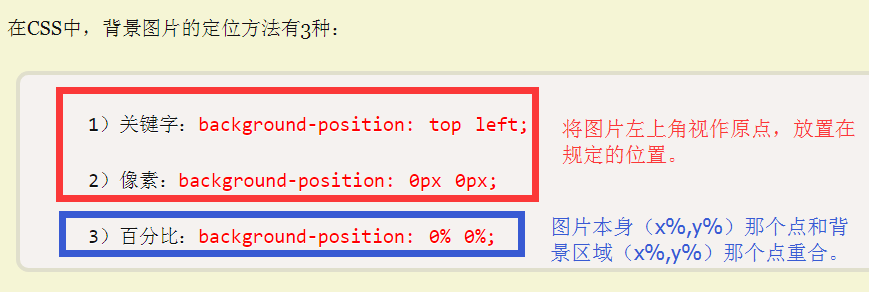 在CSS中，背景图片的定位方法有3种：
1）关键字：background-position: top left;
将图片左上角视作原点，放置在
规定的位置。
2）像素：background-position: 0px 0px;
3）百分比：background-position: 0% 0%;
图片本身（x%,y%）那个点和背
景区域（x%,y%）那个点重合。